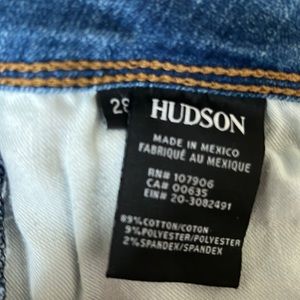 28
HUDSON
MADE IN MEXICO
FABRIQUÉ AU MEXIQUE
RN# 107906
CA# 00635
EIN# 20-3082491
89% COTTON/COTON
9% POLYESTER/POLYESTER
2% SPANDEX/SPANDEX